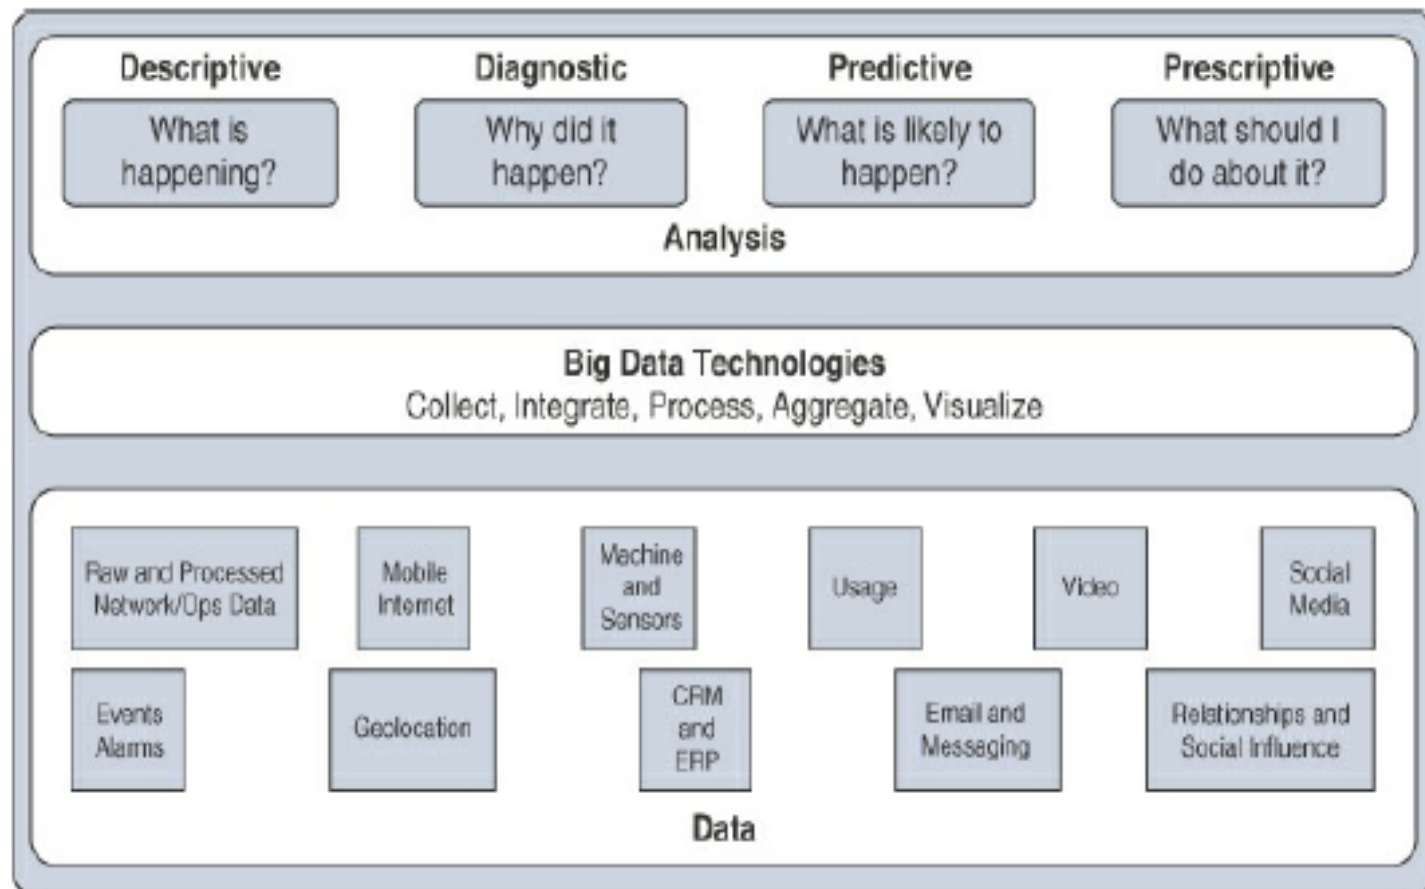 Descriptive
Diagnostic
Predictive
Prescriptive
What is
happening?
Why did it
happen?
What is likely to
happen?
What should I
do about it?
Analysis
Big Data Technologies
Collect, Integrate, Process, Aggregate, Visualize
Raw and Processed
Network/Ops Data
Mobile
Internet
Machine
and
Sensors
Usage
Video
Social
Media
Events
Alarms
Geolocation
CRM
and
ERP
Email and
Messaging
Relationships and
Social Influence
Data